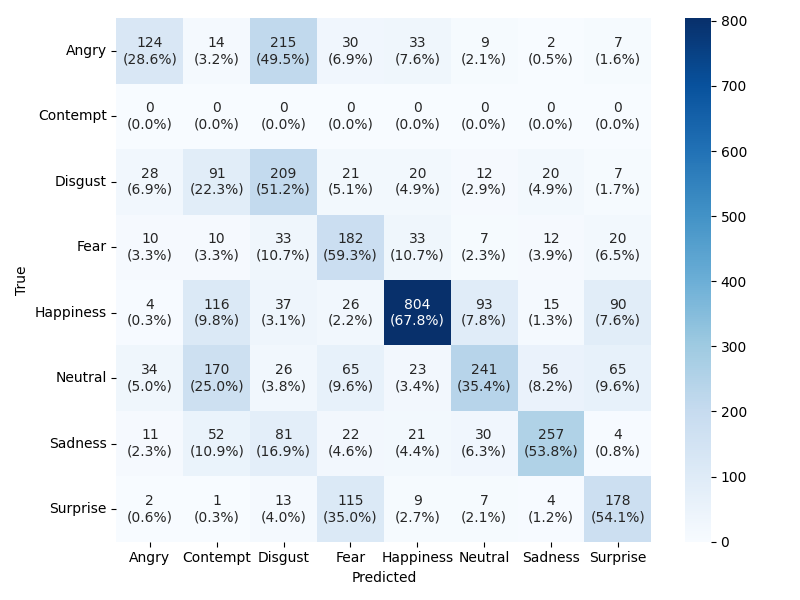 Angry 124 14 215 30 33 9 2 7
(28.6%) (3.2%) (49.5%) (6.9%) (7.6%) (2.1%) (0.5%) (1.6%)
Contempt 0 0 0 0 0 0 0 0
(0.0%) (0.0%) (0.0%) (0.0%) (0.0%) (0.0%) (0.0%) (0.0%)
Disgust 28 91 209 21 20 12 20 7
(6.9%) (22.3%) (51.2%) (5.1%) (4.9%) (2.9%) (4.9%) (1.7%)
Fear 10 10 33 182 33 7 12 20
(3.3%) (3.3%) (10.7%) (59.3%) (10.7%) (2.3%) (3.9%) (6.5%)
Happiness 4 116 37 26 804 93 15 90
(0.3%) (9.8%) (3.1%) (2.2%) (67.8%) (7.8%) (1.3%) (7.6%)
Neutral 34 170 26 65 23 241 56 65
(5.0%) (25.0%) (3.8%) (9.6%) (3.4%) (35.4%) (8.2%) (9.6%)
Sadness 11 52 81 22 21 30 257 4
(2.3%) (10.9%) (16.9%) (4.6%) (4.4%) (6.3%) (53.8%) (0.8%)
Surprise 2 1 13 115 9 7 4 178
(0.6%) (0.3%) (4.0%) (35.0%) (2.7%) (2.1%) (1.2%) (54.1%)
Angry Contempt Disgust Fear Happiness Neutral Sadness Surprise
Predicted
True
800
700
600
500
400
300
200
100
0